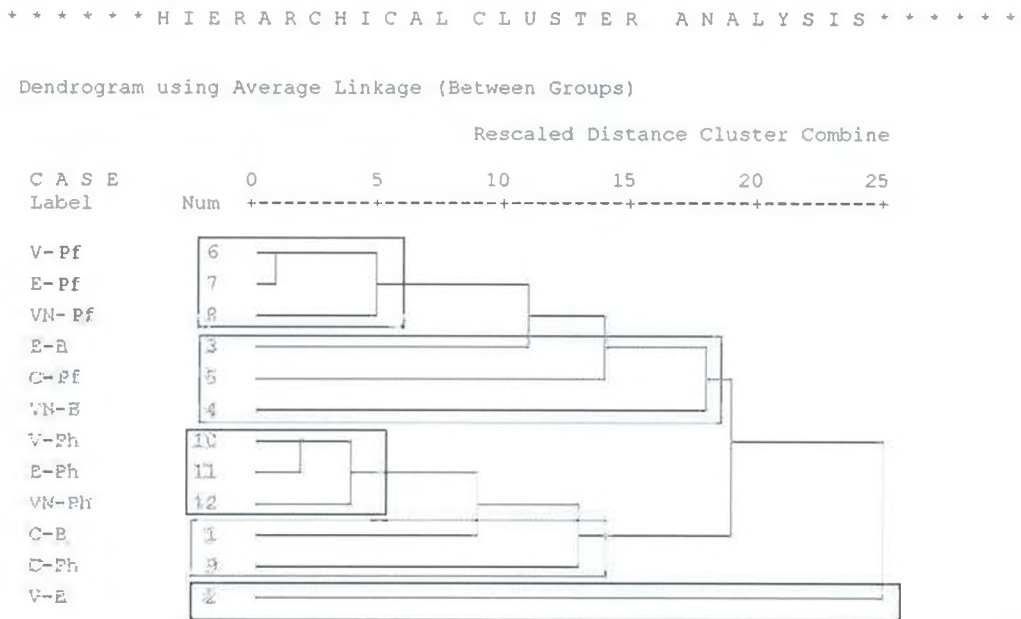 * * * * * * H I E R A R C H I C A L   C L U S T E R   A N A L Y S I S * * * * * *
Dendrogram using Average Linkage (Between Groups)
Rescaled Distance Cluster Combine
C A S E   0   5   10   15   20   25
Label   Num   +---------+---------+---------+---------+---------+
V-Pf   6
E-Pf   7
VN-Pf   8
E-B   3
C-Pf   5
VN-B   4
V-Ph   10
E-Ph   11
VN-Ph   12
C-B   1
C-Ph   9
V-B   2